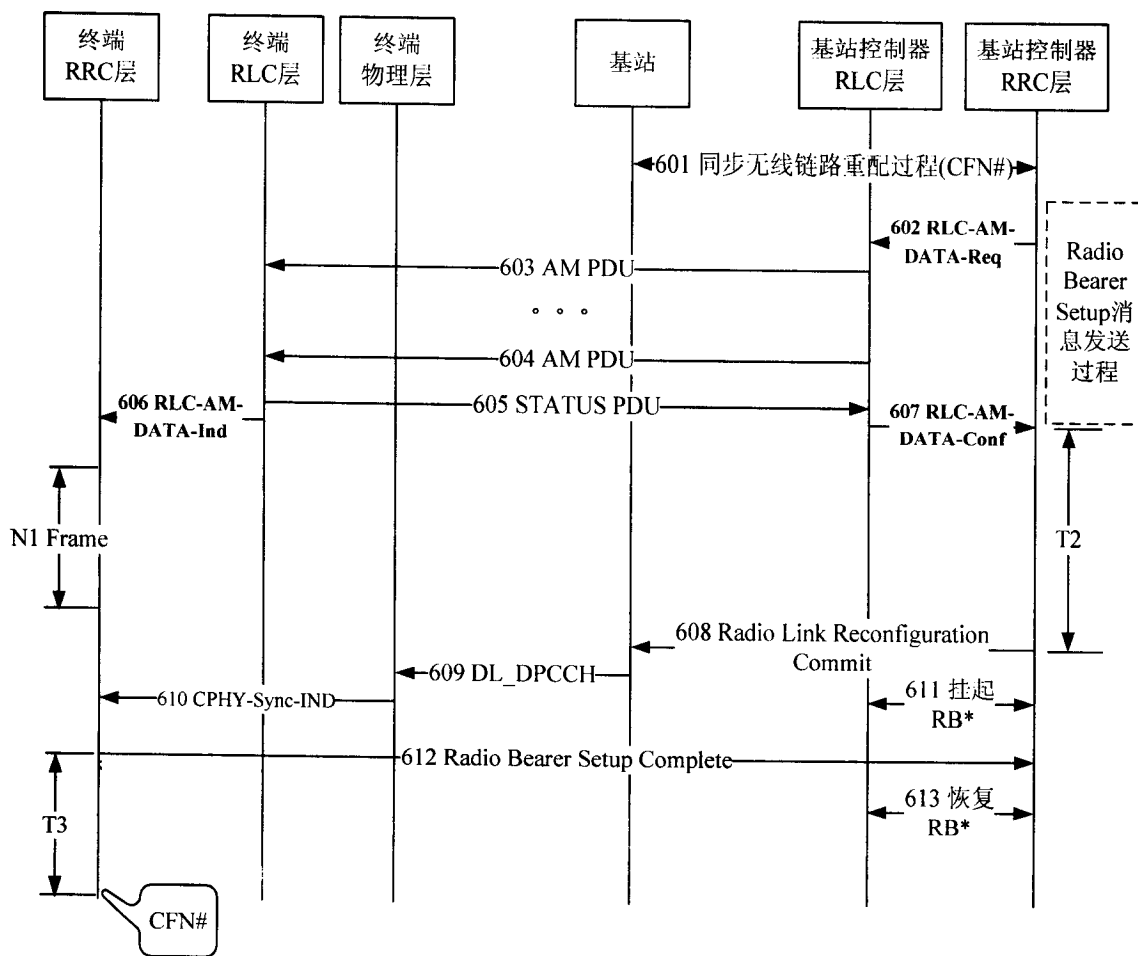 终端
RRC层
终端
RLC层
终端
物理层
基站
基站控制器
RLC层
基站控制器
RRC层
601 同步无线链路重配过程(CFN#)
602 RLC-AM-
DATA-Req
603 AM PDU
Radio
Bearer
Setup消
息发送
过程
。。。
604 AM PDU
605 STATUS PDU
606 RLC-AM-
DATA-Ind
607 RLC-AM-
DATA-Conf
N1 Frame
T2
608 Radio Link Reconfiguration
Commit
609 DL_DPCCH
610 CPHY-Sync-IND
611 挂起
RB*
612 Radio Bearer Setup Complete
613 恢复
RB*
T3
CFN#